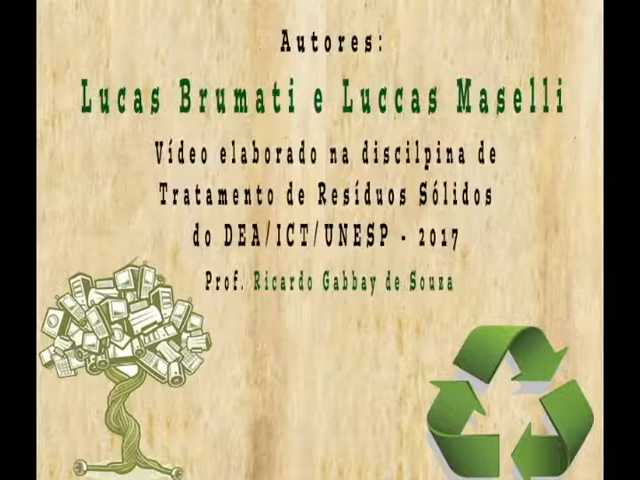 Autores:
Lucas Brumati e Luccas Maselli
Vídeo elaborado na discilpina de
Tratamento de Resíduos Sólidos
do DEA/ICT/UNESP - 2017
Prof. Ricardo Gabbay de Souza